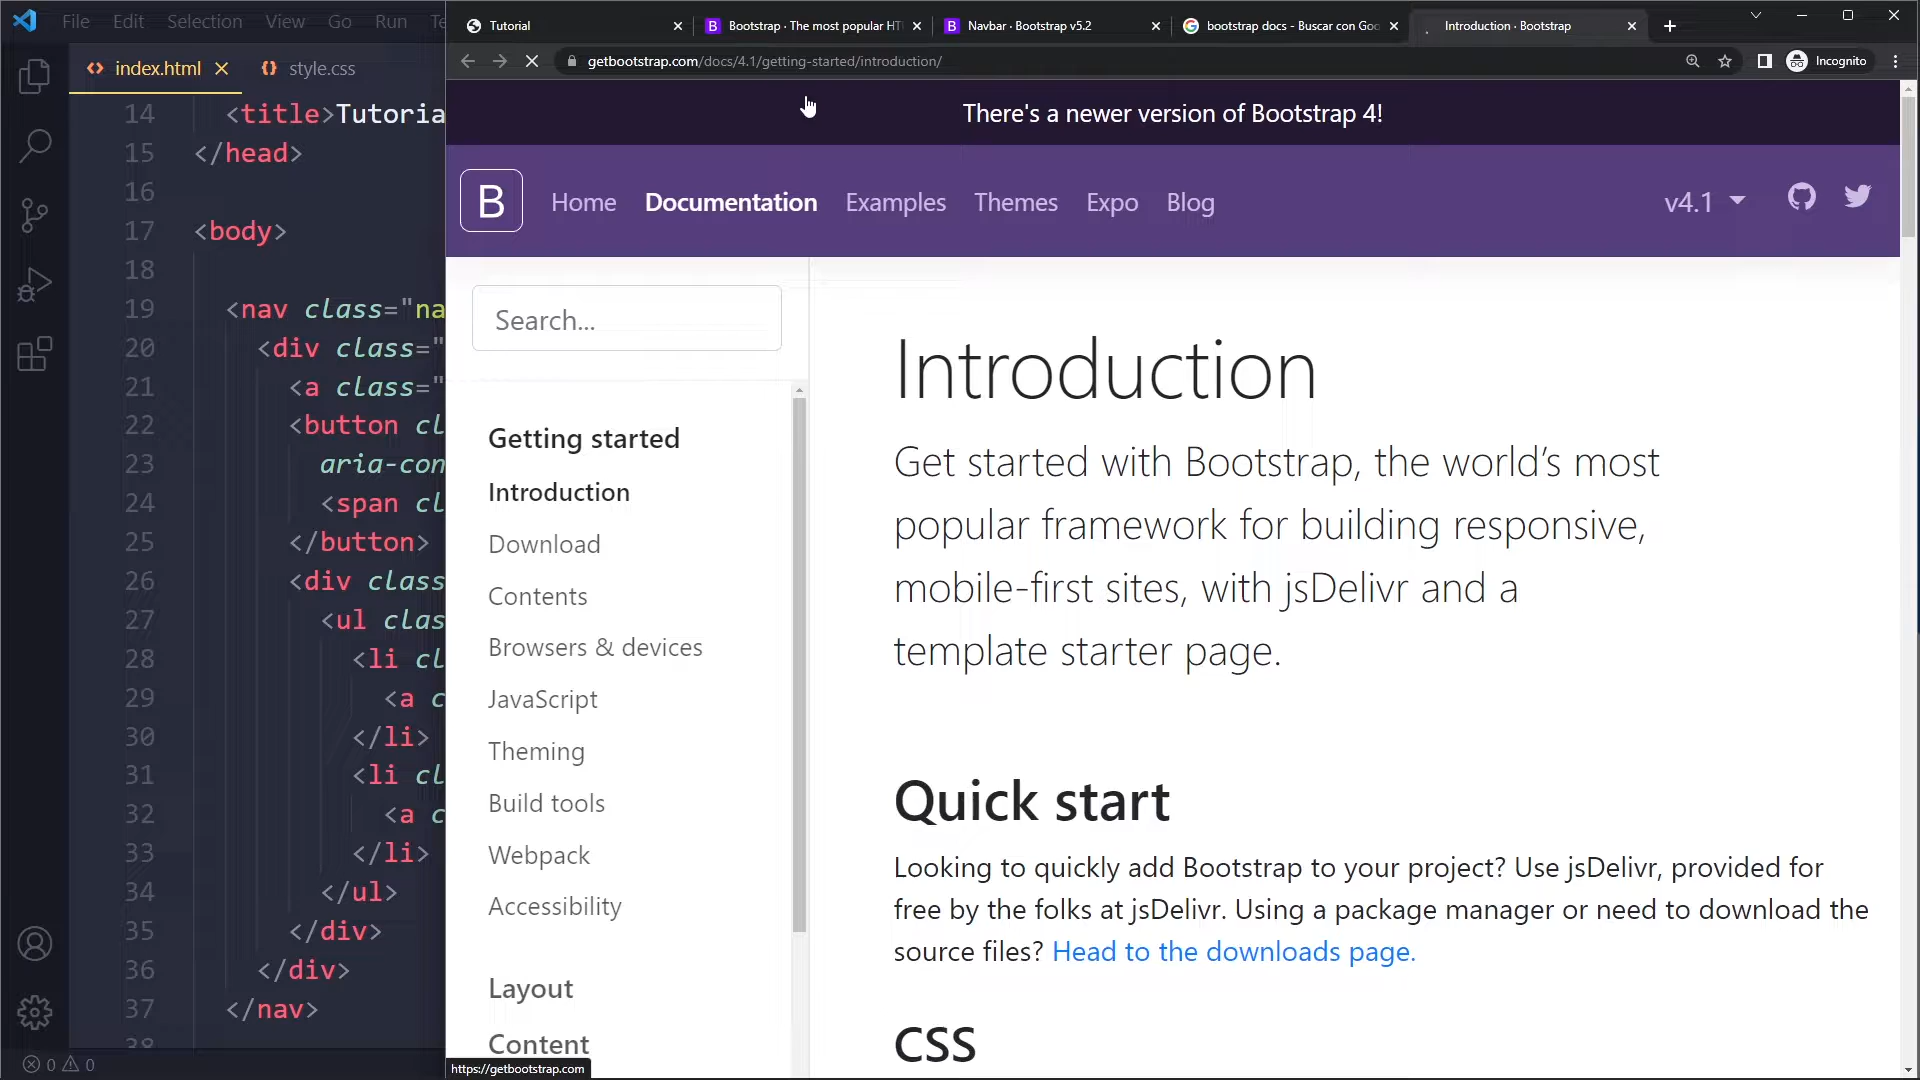 File Edit Selection View Go Run Te
index.html
style.css
14 <title>Tutoria
15 </head>
16
17 <body>
18
19 <nav class="na
20 <div class="
21 <a class="
22 <button cl
23 aria-con
24 <span cl
25 </button>
26 <div class
27 <ul clas
28 <li cl
29 <a c
30 </li>
31 <li cl
32 <a c
33 </li>
34 </ul>
35 </div>
36 </div>
37 </nav>
38
0 0
Tutorial
Bootstrap · The most popular HT
Navbar · Bootstrap v5.2
bootstrap docs - Buscar con Goo
Introduction · Bootstrap
getbootstrap.com/docs/4.1/getting-started/introduction/
Incognito
There's a newer version of Bootstrap 4!
B Home Documentation Examples Themes Expo Blog v4.1
Search...
Getting started
Introduction
Download
Contents
Browsers & devices
JavaScript
Theming
Build tools
Webpack
Accessibility
Layout
Content
https://getbootstrap.com
Introduction
Get started with Bootstrap, the world’s most
popular framework for building responsive,
mobile-first sites, with jsDelivr and a
template starter page.
Quick start
Looking to quickly add Bootstrap to your project? Use jsDelivr, provided for
free by the folks at jsDelivr. Using a package manager or need to download the
source files? Head to the downloads page.
CSS